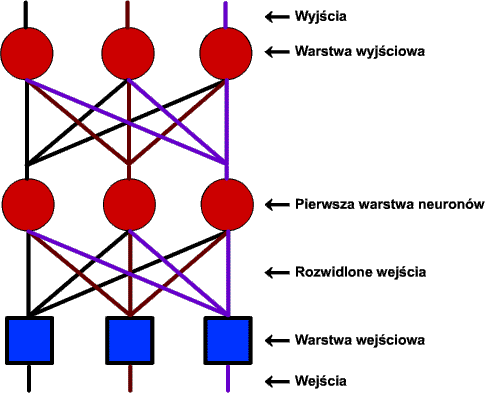 Wyjścia
Warstwa wyjściowa
Pierwsza warstwa neuronów
Rozwidlone wejścia
Warstwa wejściowa
Wejścia